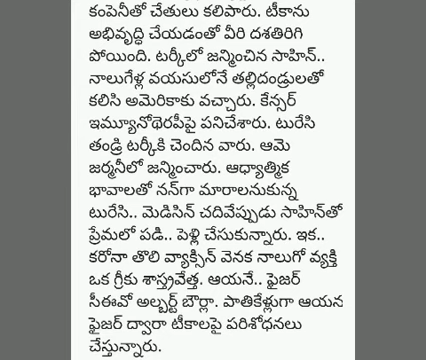 కంపెనీతో చేతులు కలిపారు. టీకాను
అభివృద్ధి చేయడంతో వీరి దశతిరిగి
పోయింది. టర్కీలో జన్మించిన సాహిన్..
నాలుగేళ్ల వయసులోనే తల్లిదండ్రులతో
కలిసి అమెరికాకు వచ్చారు. కేన్సర్
ఇమ్యూనోథెరపీపై పనిచేశారు. టురేసి
తండ్రి టర్కీకి చెందిన వారు. ఆమె
జర్మనీలో జన్మించారు. ఆధ్యాత్మిక
భావాలతో నన్‌గా మారాలనుకున్న
టురేసి.. మెడిసిన్ చదివేప్పుడు సాహిన్‌తో
ప్రేమలో పడి.. పెళ్లి చేసుకున్నారు. ఇక..
కరోనా తొలి వ్యాక్సిన్ వెనక నాలుగో వ్యక్తి
ఒక గ్రీకు శాస్త్రవేత్త. ఆయనే.. ఫైజర్
సీఈవో అల్బర్ట్ బౌర్లా. పాతికేళ్లుగా ఆయన
ఫైజర్ ద్వారా టీకాలపై పరిశోధనలు
చేస్తున్నారు.